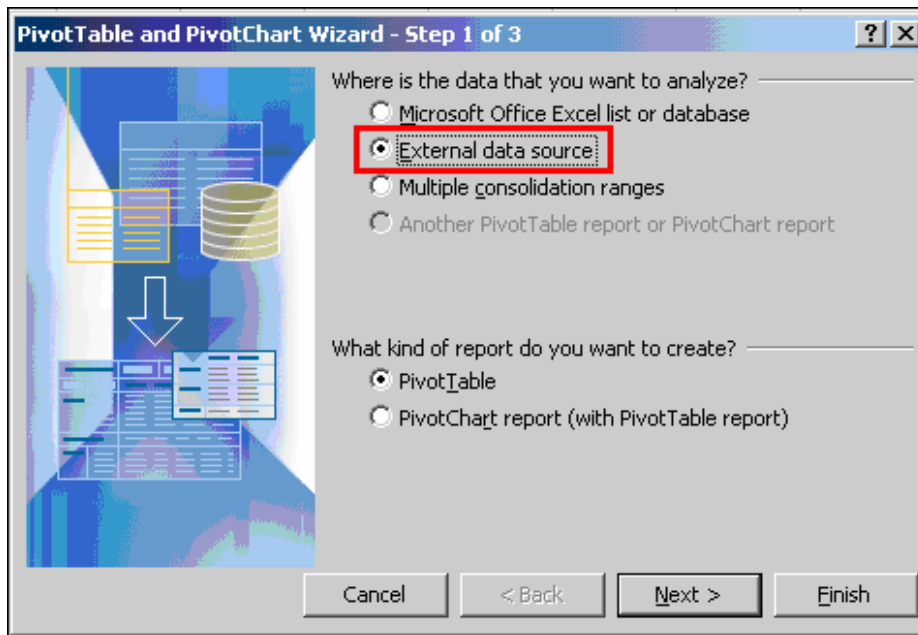 PivotTable and PivotChart Wizard - Step 1 of 3
Where is the data that you want to analyze?
Microsoft Office Excel list or database
External data source
Multiple consolidation ranges
Another PivotTable report or PivotChart report
What kind of report do you want to create?
PivotTable
PivotChart report (with PivotTable report)
Cancel < Back Next > Finish